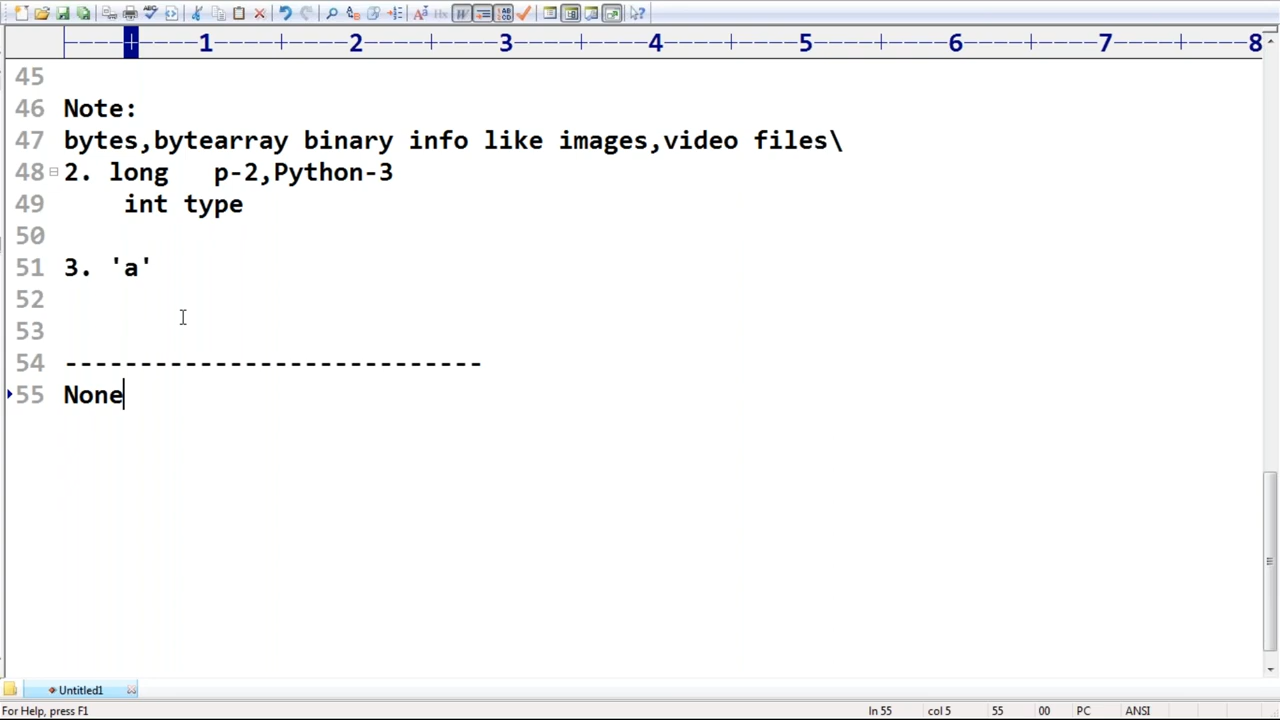 ----+----1----+----2----+----3----+----4----+----5----+----6----+----7----+----8
45
46 Note:
47 bytes,bytearray binary info like images,video files\
48 2. long   p-2,Python-3
49     int type
50
51 3. 'a'
52
53
54 ----------------------------
55 None
Untitled1
For Help, press F1 ln 55 col 5 55 00 PC ANSI